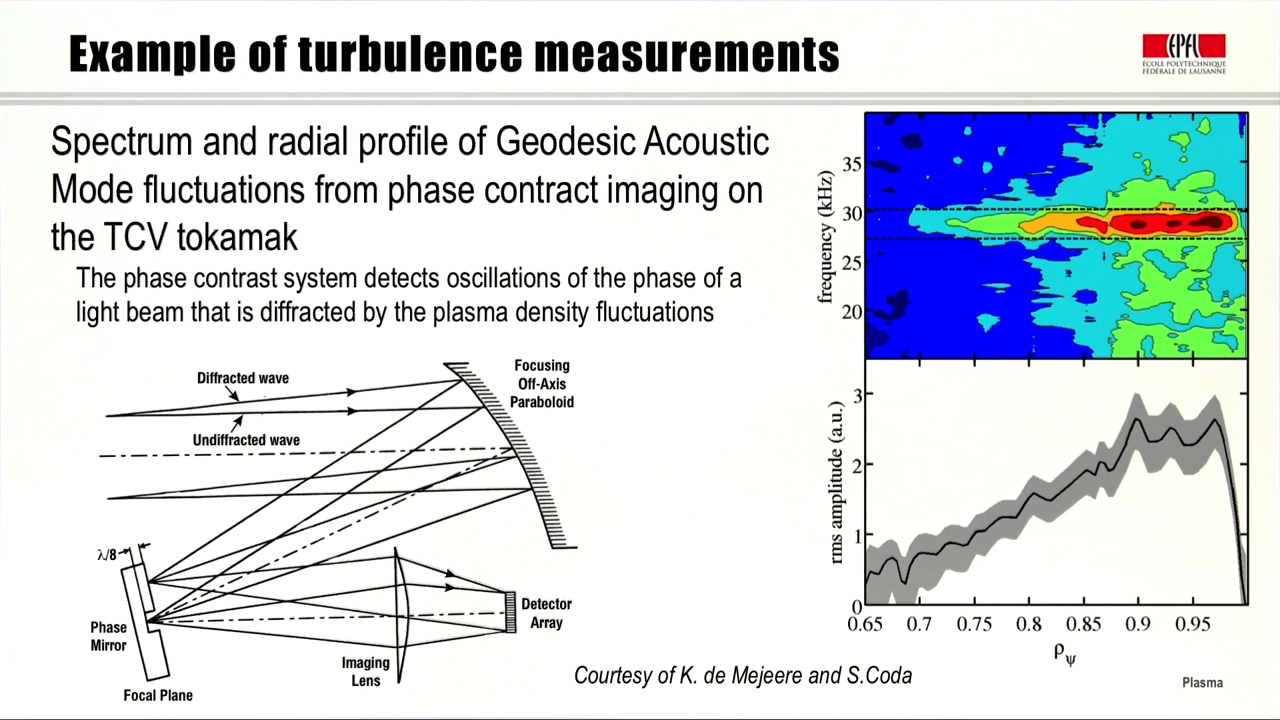 Example of turbulence measurements
EPFL
ÉCOLE POLYTECHNIQUE
FÉDÉRALE DE LAUSANNE
Spectrum and radial profile of Geodesic Acoustic
Mode fluctuations from phase contract imaging on
the TCV tokamak
The phase contrast system detects oscillations of the phase of a
light beam that is diffracted by the plasma density fluctuations
Diffracted wave
Undiffracted wave
Focusing
Off-Axis
Paraboloid
λ/8
Phase
Mirror
Focal Plane
Imaging
Lens
Detector
Array
frequency (kHz)
35
30
25
20
rms amplitude (a.u.)
3
2
1
0
0.65 0.7 0.75 0.8 0.85 0.9 0.95
ρψ
Courtesy of K. de Mejeere and S.Coda
Plasma